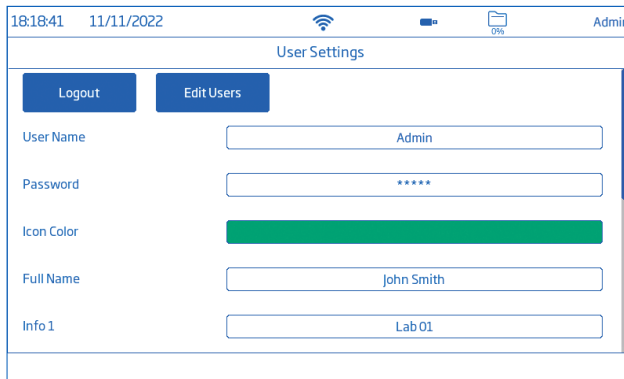 18:18:41 11/11/2022 0% Admin
User Settings
Logout Edit Users
User Name Admin
Password *****
Icon Color
Full Name John Smith
Info 1 Lab 01